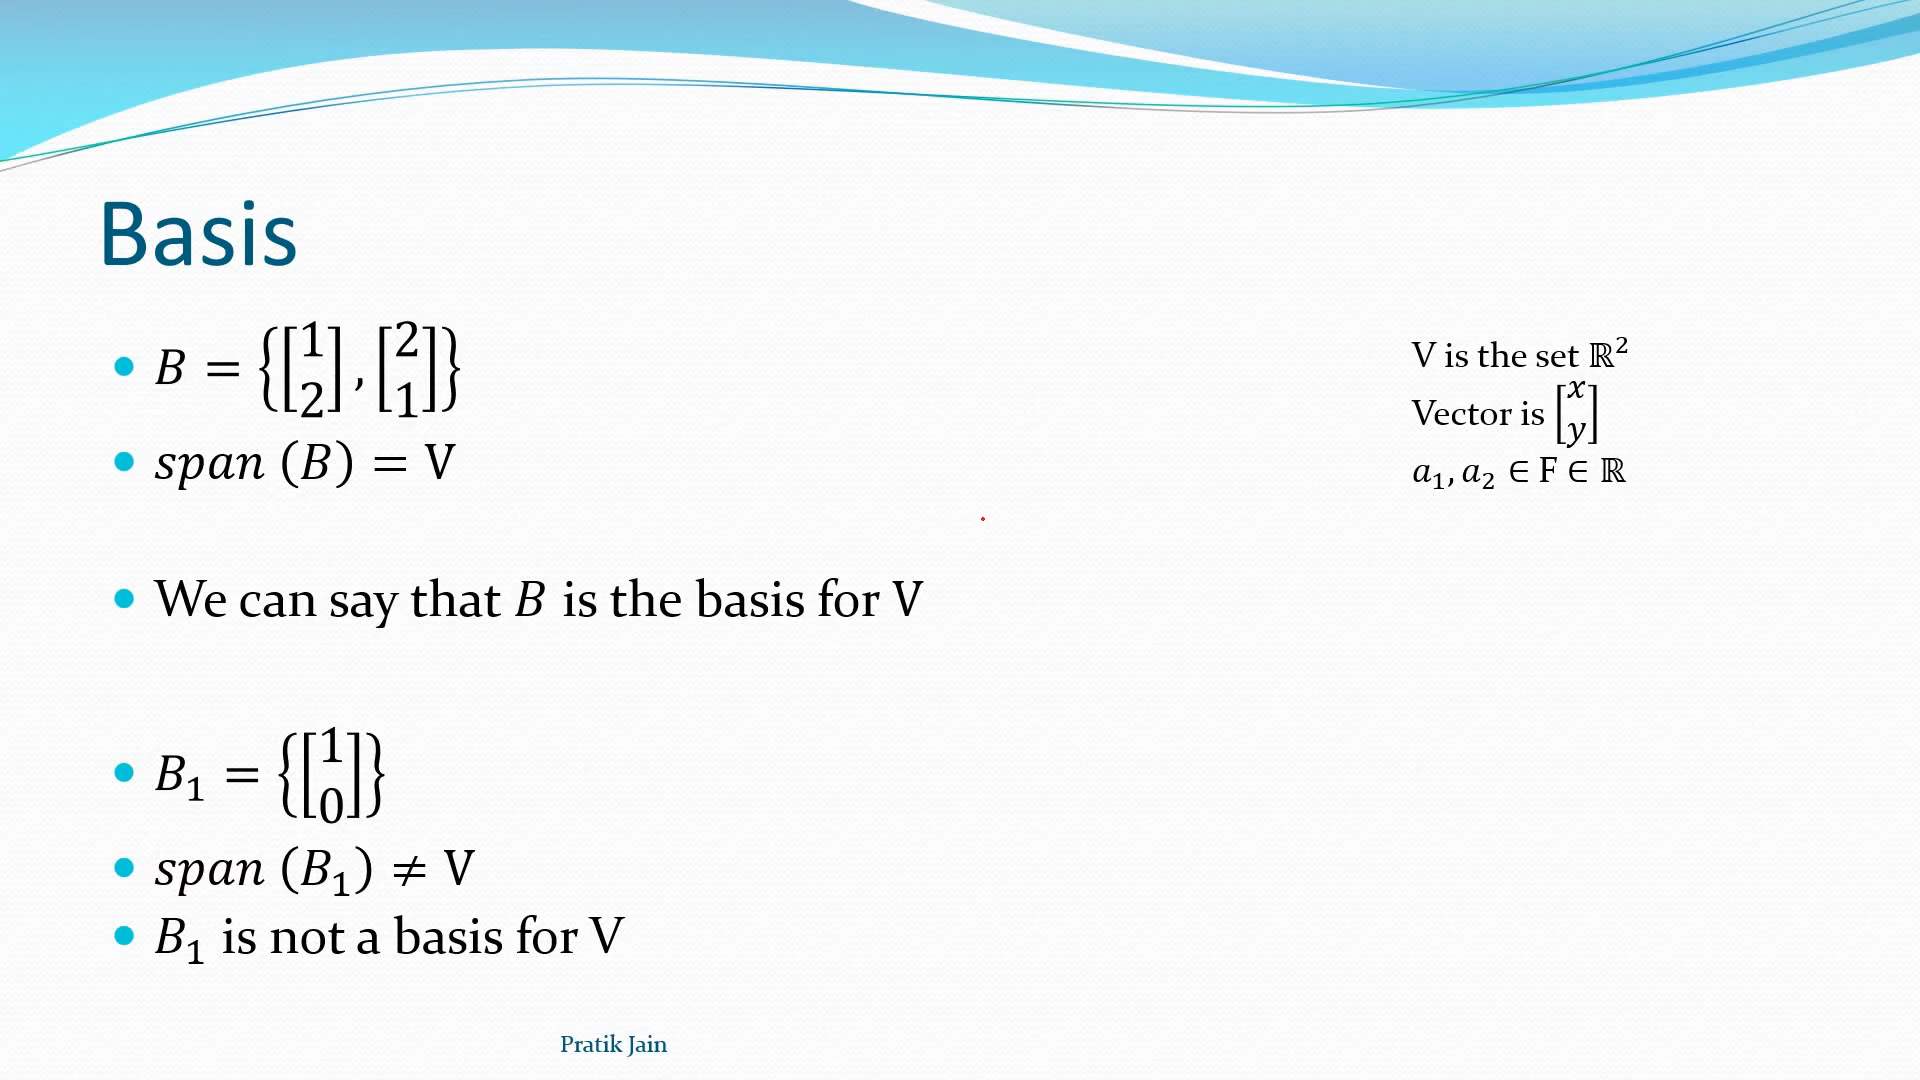 Basis
• B = {[1 2], [2 1]}
• span (B) = V
• We can say that B is the basis for V
• B₁ = {[1 0]}
• span (B₁) ≠ V
• B₁ is not a basis for V
V is the set ℝ²
Vector is [x y]
a₁, a₂ ∈ F ∈ ℝ
Pratik Jain